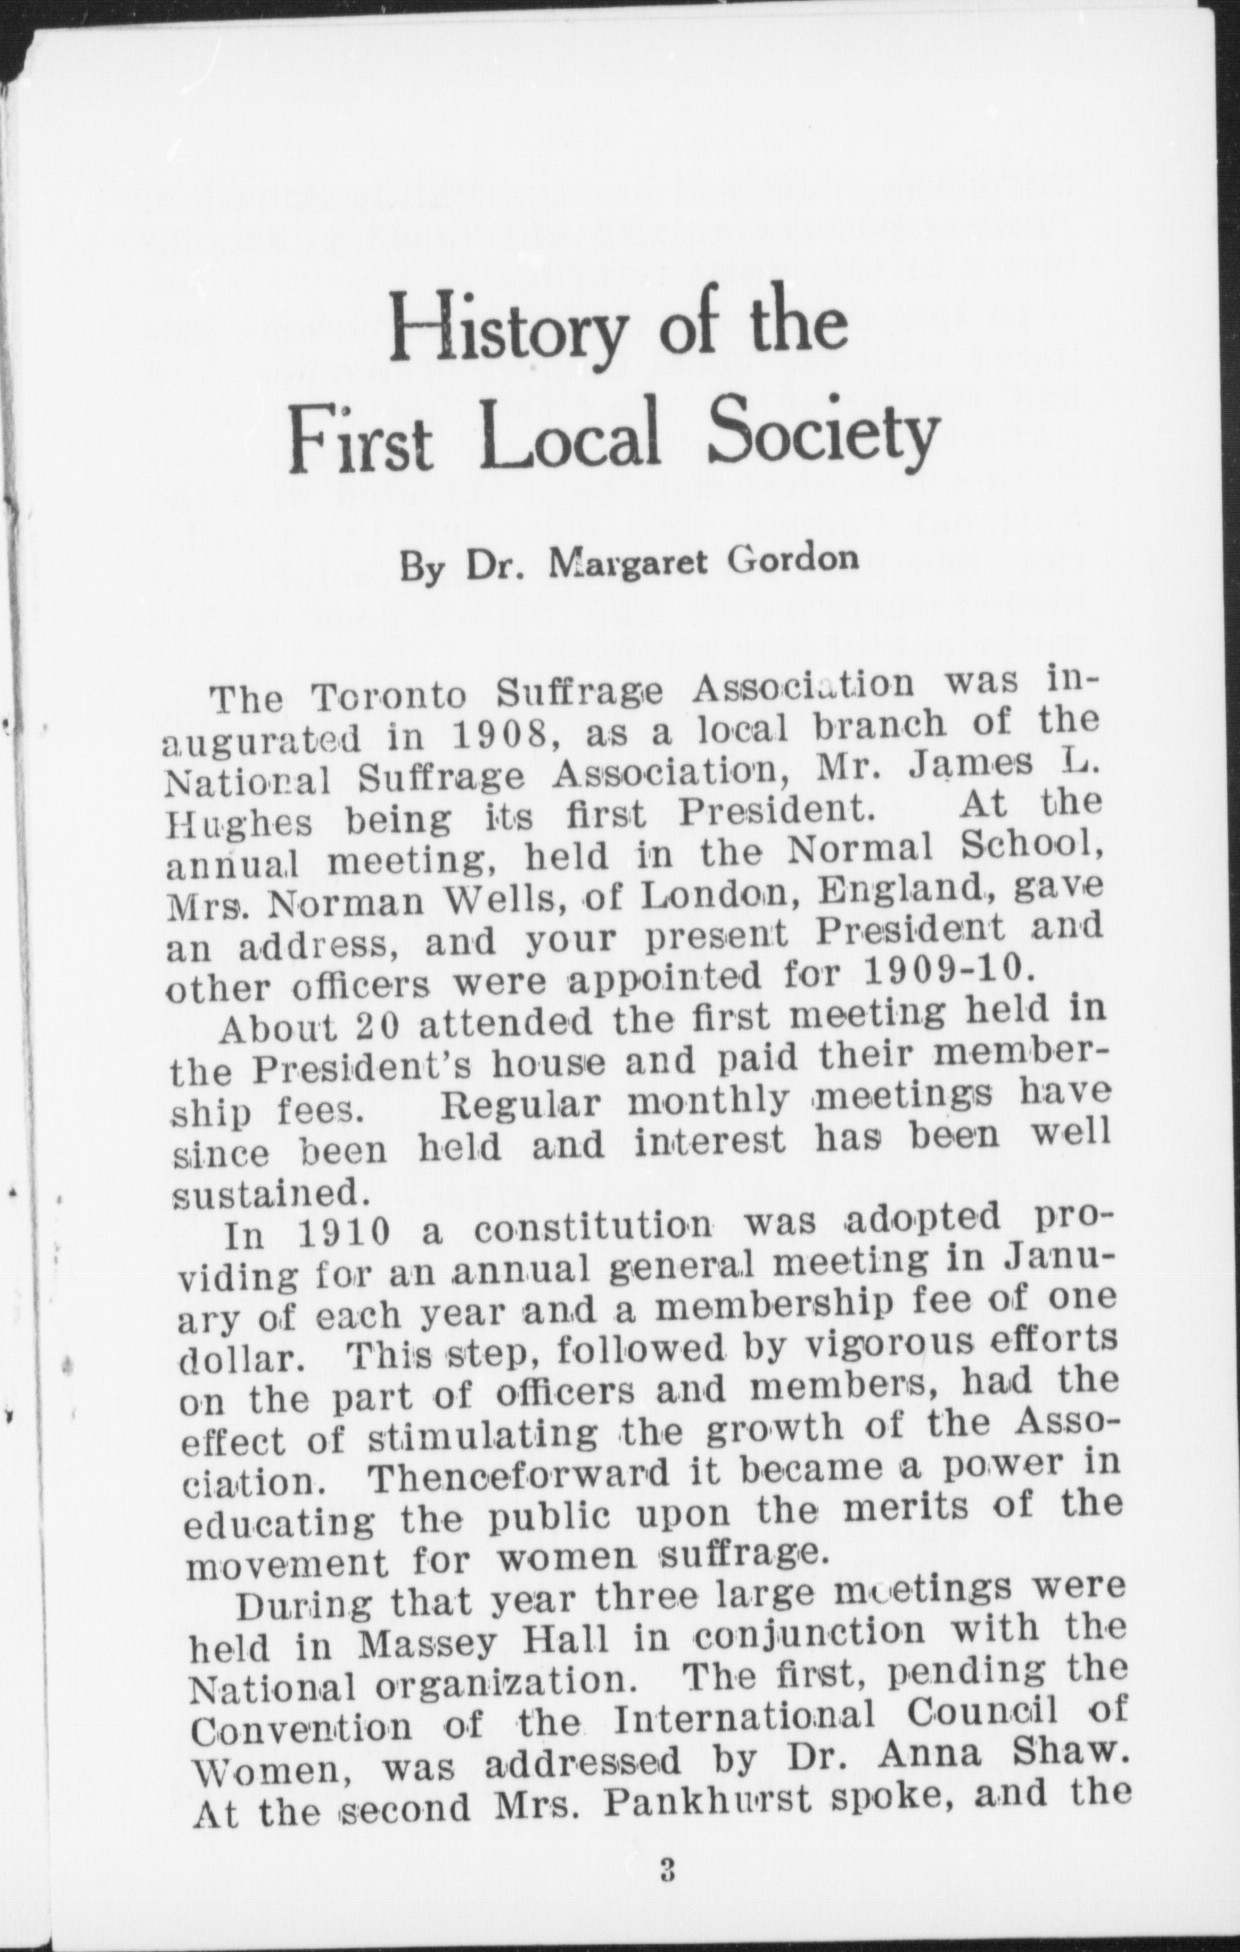 History of the
First Local Society
By Dr. Margaret Gordon
The Toronto Suffrage Association was in-
augurated in 1908, as a local branch of the
National Suffrage Association, Mr. James L.
Hughes being its first President. At the
annual meeting, held in the Normal School,
Mrs. Norman Wells, of London, England, gave
an address, and your present President and
other officers were appointed for 1909-10.
About 20 attended the first meeting held in
the President's house and paid their member-
ship fees. Regular monthly meetings have
since been held and interest has been well
sustained.
In 1910 a constitution was adopted pro-
viding for an annual general meeting in Janu-
ary of each year and a membership fee of one
dollar. This step, followed by vigorous efforts
on the part of officers and members, had the
effect of stimulating the growth of the Asso-
ciation. Thenceforward it became a power in
educating the public upon the merits of the
movement for women suffrage.
During that year three large meetings were
held in Massey Hall in conjunction with the
National organization. The first, pending the
Convention of the International Council of
Women, was addressed by Dr. Anna Shaw.
At the second Mrs. Pankhurst spoke, and the
3